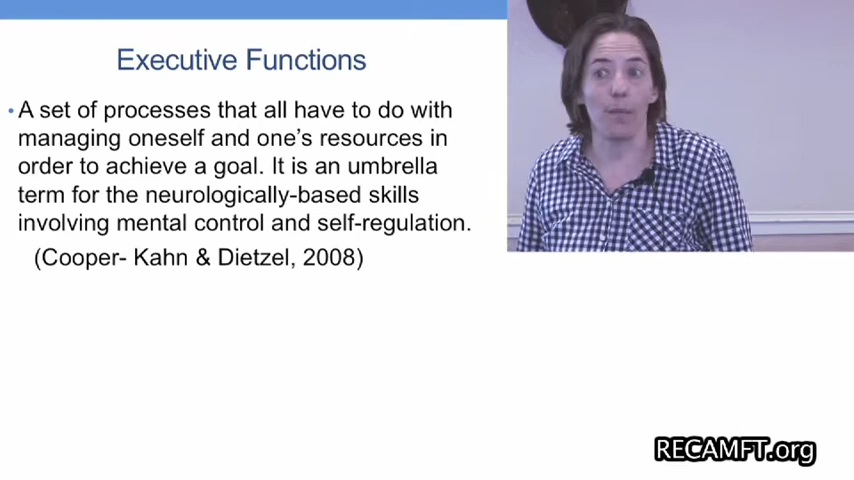 Executive Functions
• A set of processes that all have to do with
managing oneself and one's resources in
order to achieve a goal. It is an umbrella
term for the neurologically-based skills
involving mental control and self-regulation.
(Cooper- Kahn & Dietzel, 2008)
RECAMFT.org